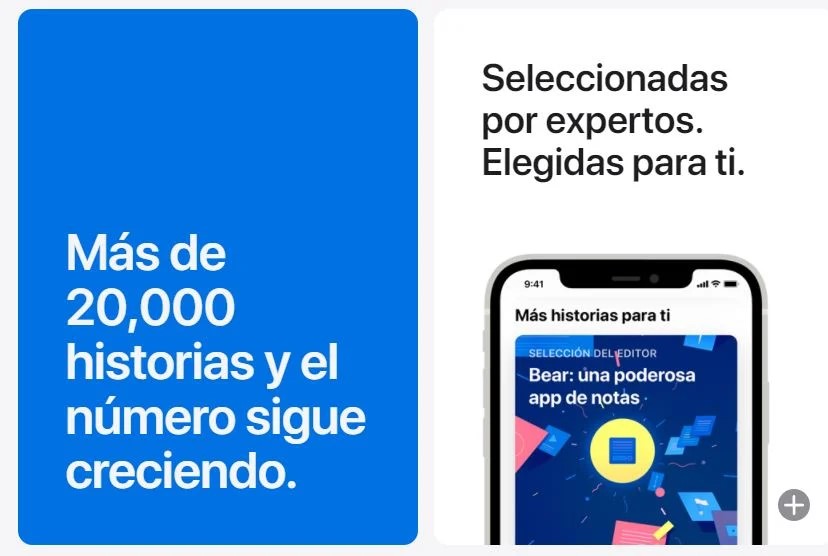 Más de
20,000
historias y el
número sigue
creciendo.
Seleccionadas
por expertos.
Elegidas para ti.
9:41
Más historias para ti
SELECCIÓN DEL EDITOR
Bear: una poderosa
app de notas